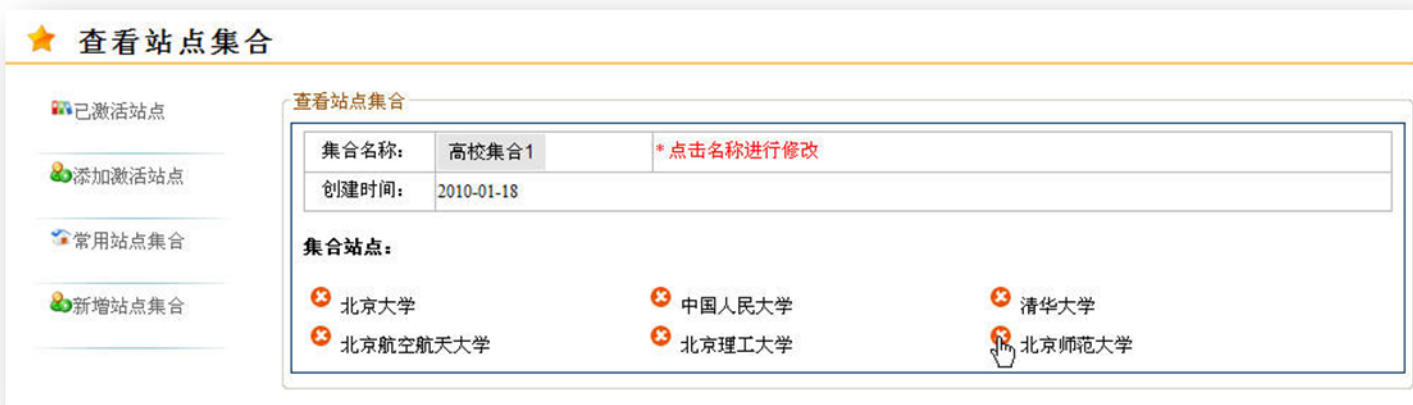 查看站点集合
已激活站点
添加激活站点
常用站点集合
新增站点集合
查看站点集合
集合名称： 高校集合1 * 点击名称进行修改
创建时间： 2010-01-18
集合站点：
北京大学 中国人民大学 清华大学
北京航空航天大学 北京理工大学 北京师范大学